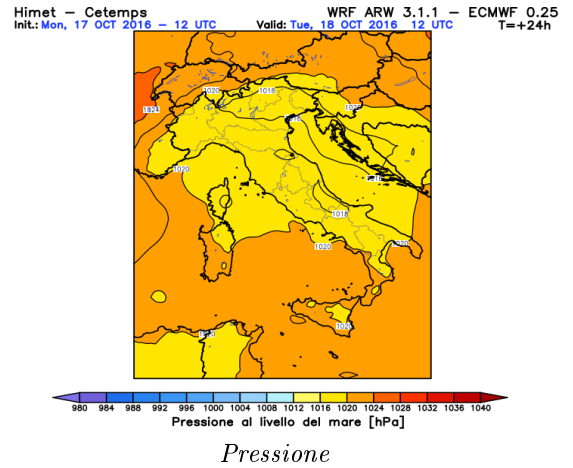 Himet – Cetemps WRF ARW 3.1.1 – ECMWF 0.25
Init.: Mon, 17 OCT 2016 – 12 UTC Valid: Tue, 18 OCT 2016 12 UTC T=+24h
1020 1018
1024
1018
1020
1018
1020
980 984 988 992 996 1000 1004 1008 1012 1016 1020 1024 1028 1032 1036 1040
Pressione al livello del mare [hPa]
Pressione